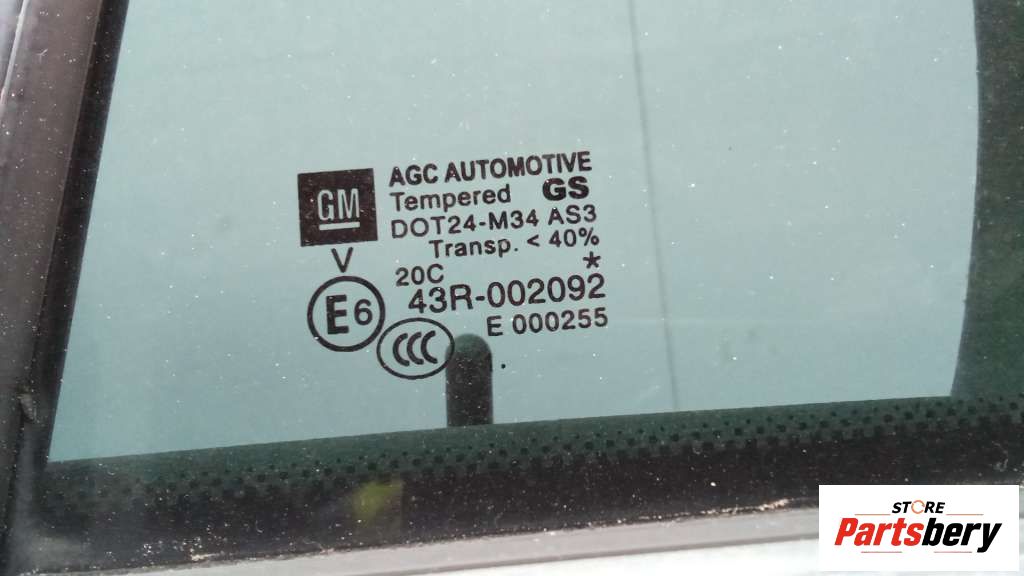 GM
AGC AUTOMOTIVE
Tempered GS
DOT24-M34 AS3
Transp. < 40%
V
20C *
E6
43R-002092
CCC
E 000255
STORE
Partsbery